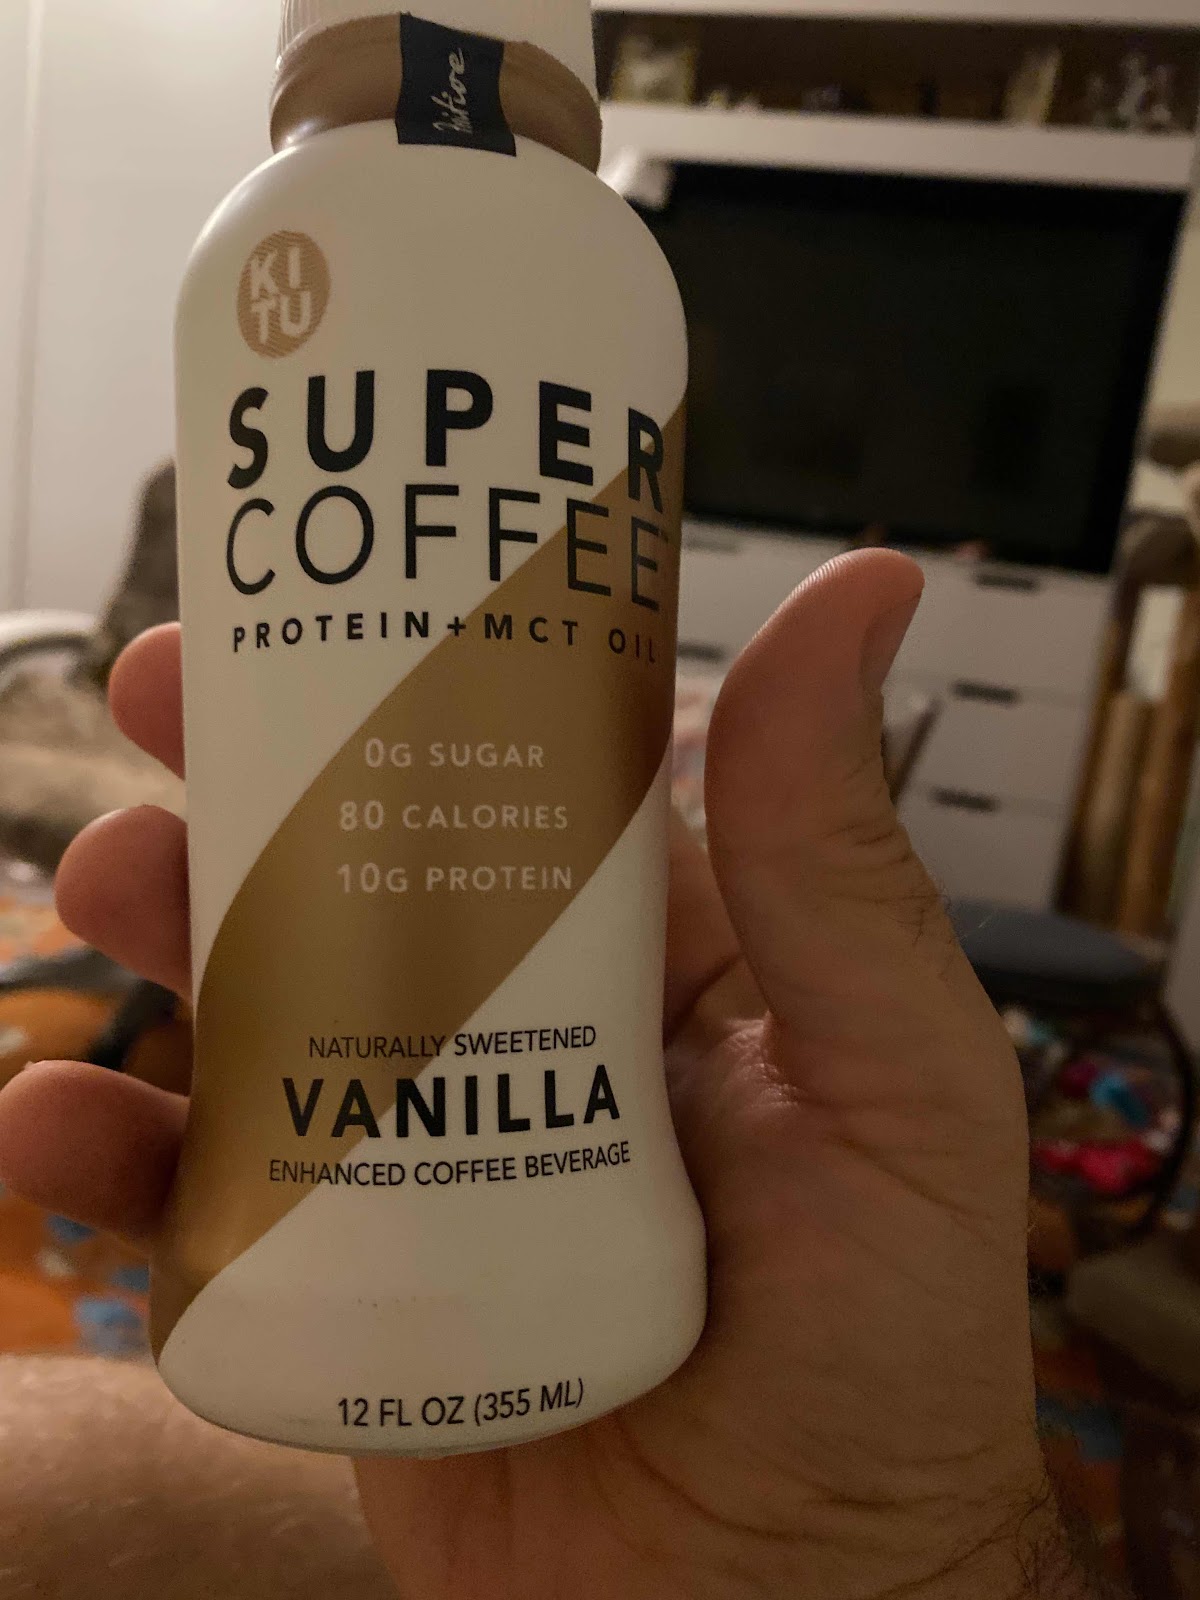 KI
TU
SUPER
COFFEE
PROTEIN+MCT OIL
0G SUGAR
80 CALORIES
10G PROTEIN
NATURALLY SWEETENED
VANILLA
ENHANCED COFFEE BEVERAGE
12 FL OZ (355 ML)